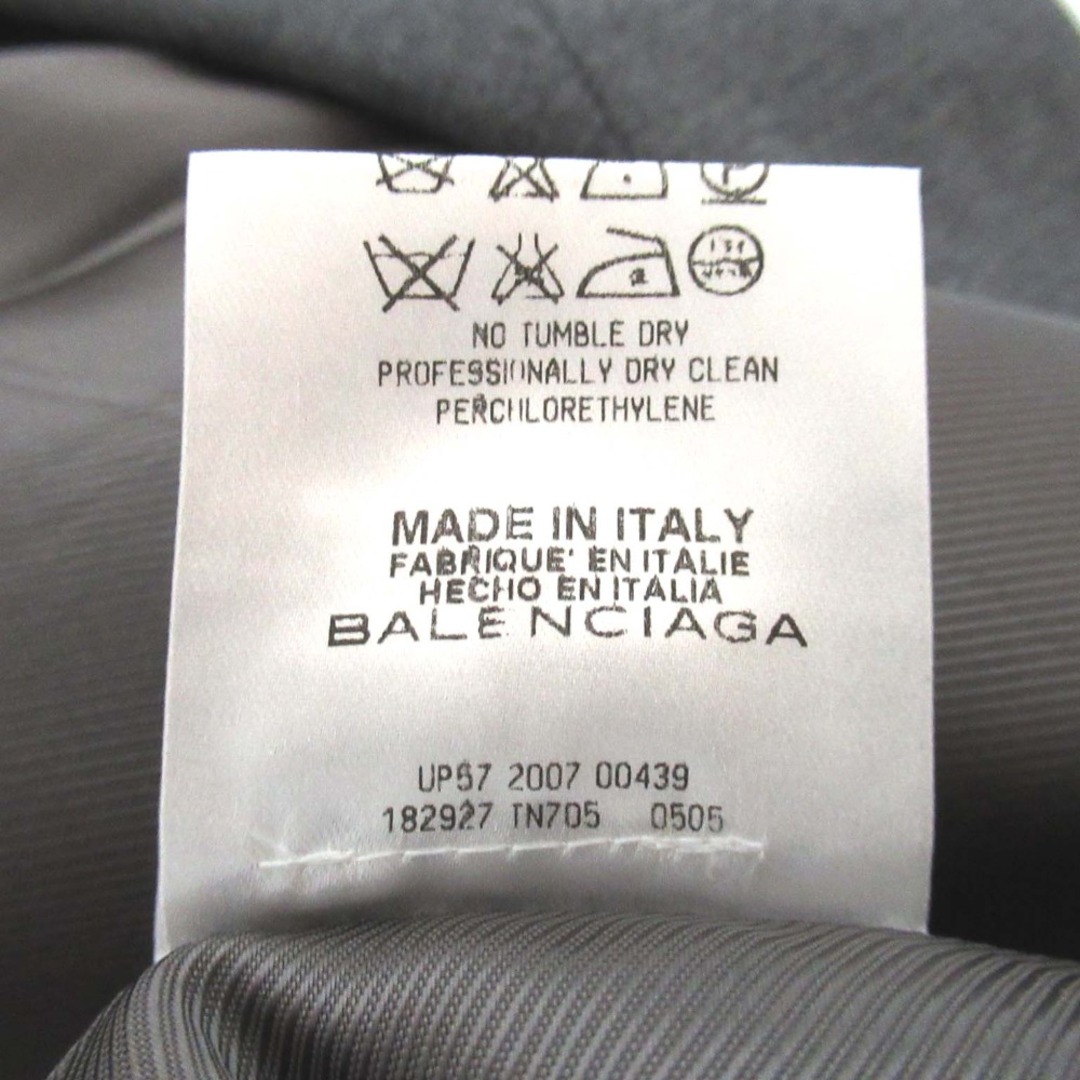 NO TUMBLE DRY
PROFESSIONALLY DRY CLEAN
PERCHLORETHYLENE
MADE IN ITALY
FABRIQUE' EN ITALIE
HECHO EN ITALIA
BALENCIAGA
UP57 2007 00439
182927 TN705 0505